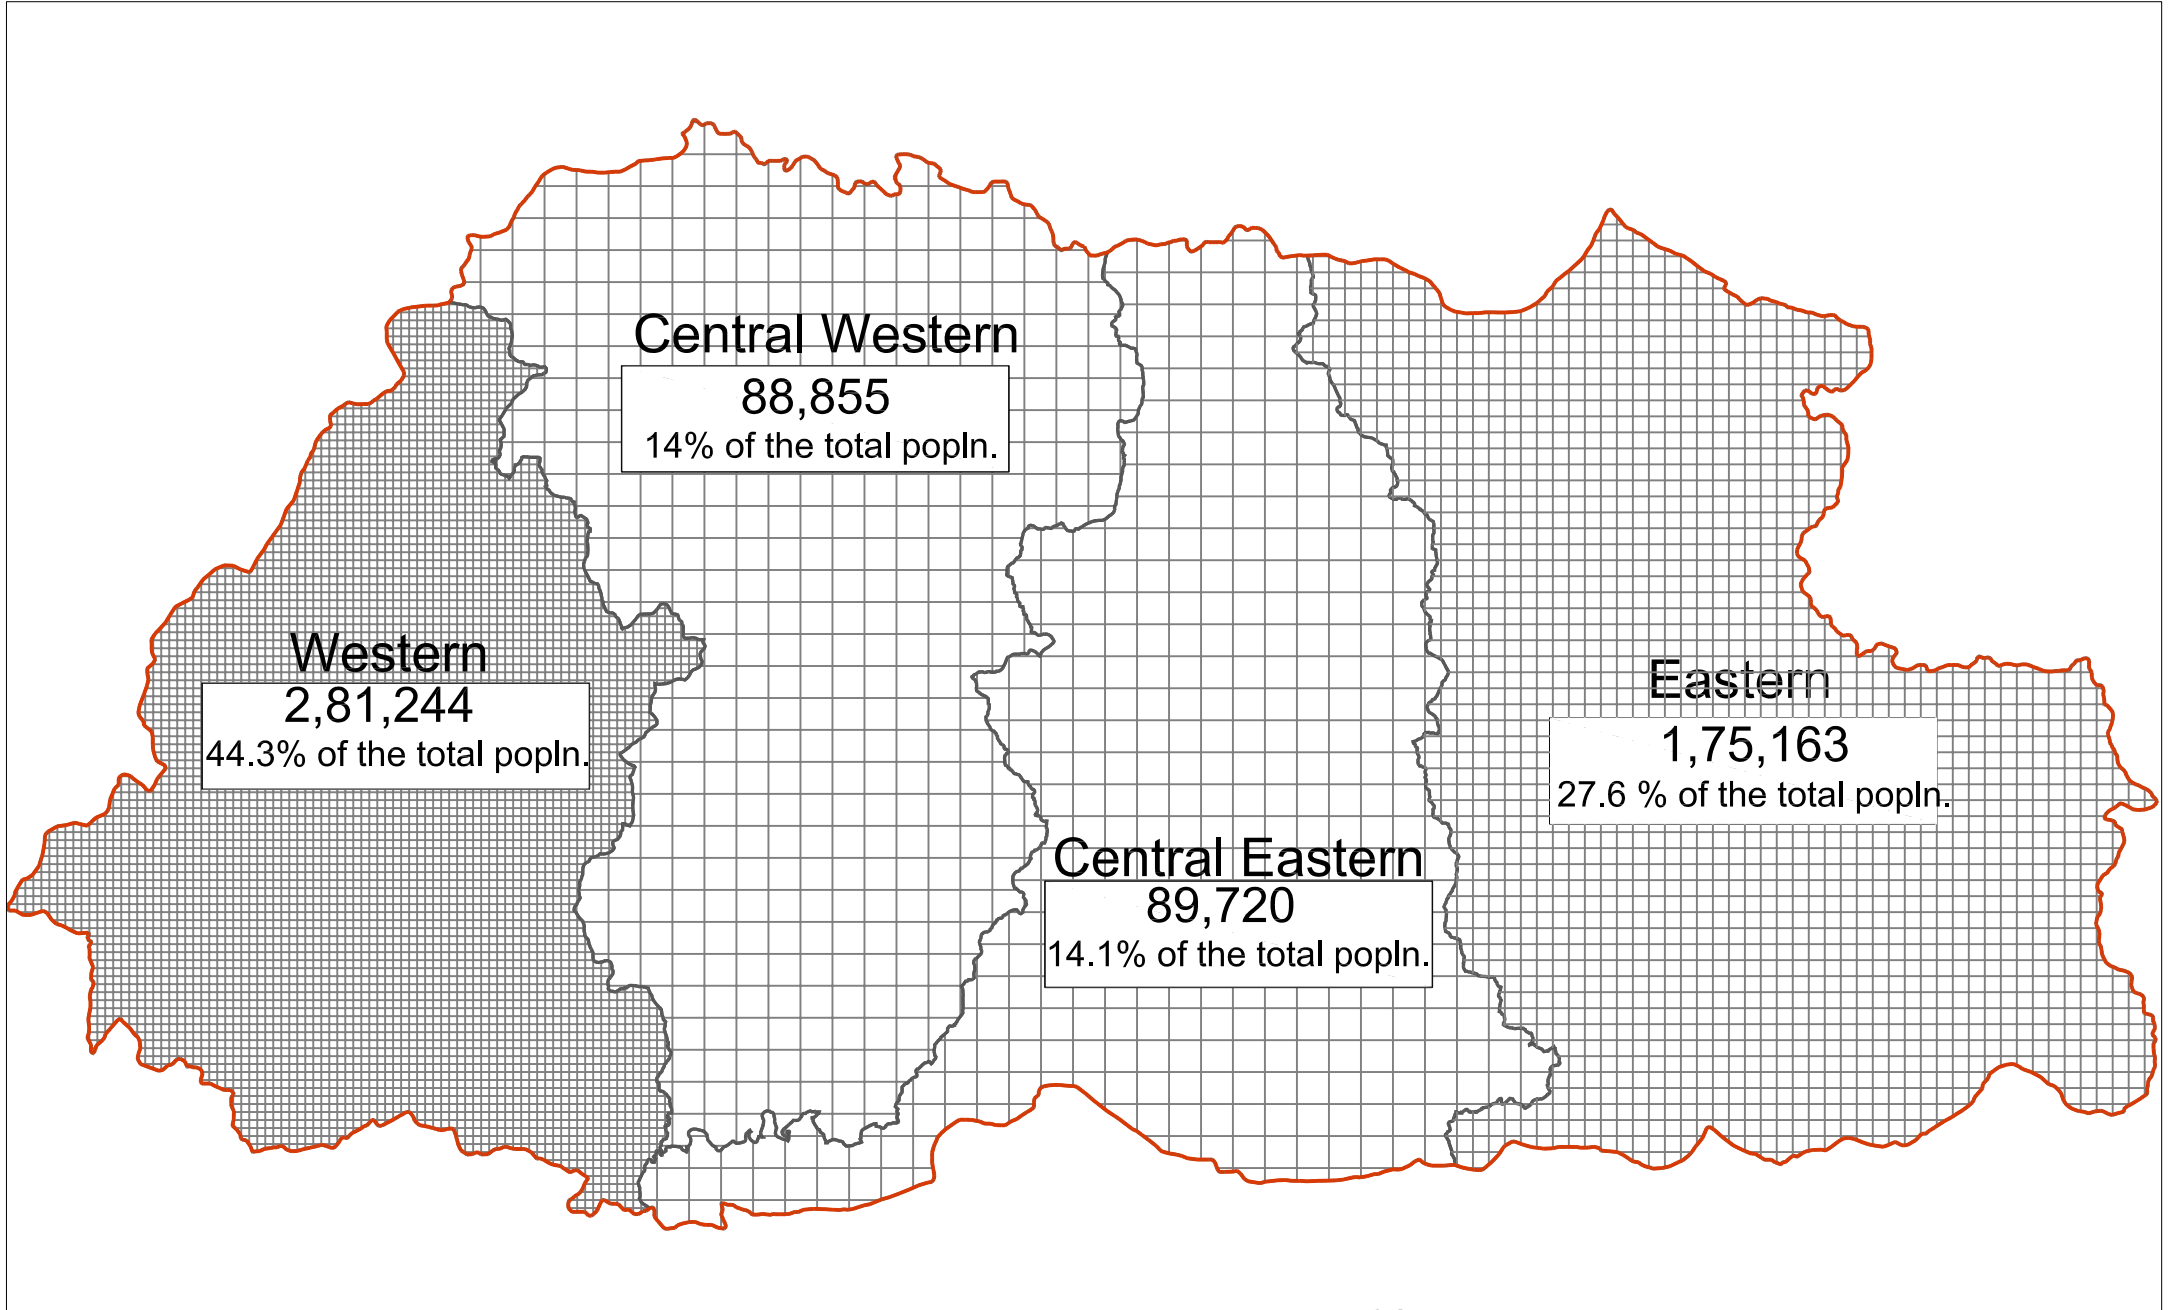 Central Western
88,855
14% of the total popln.
Western
2,81,244
44.3% of the total popln.
Eastern
1,75,163
27.6 % of the total popln.
Central Eastern
89,720
14.1% of the total popln.